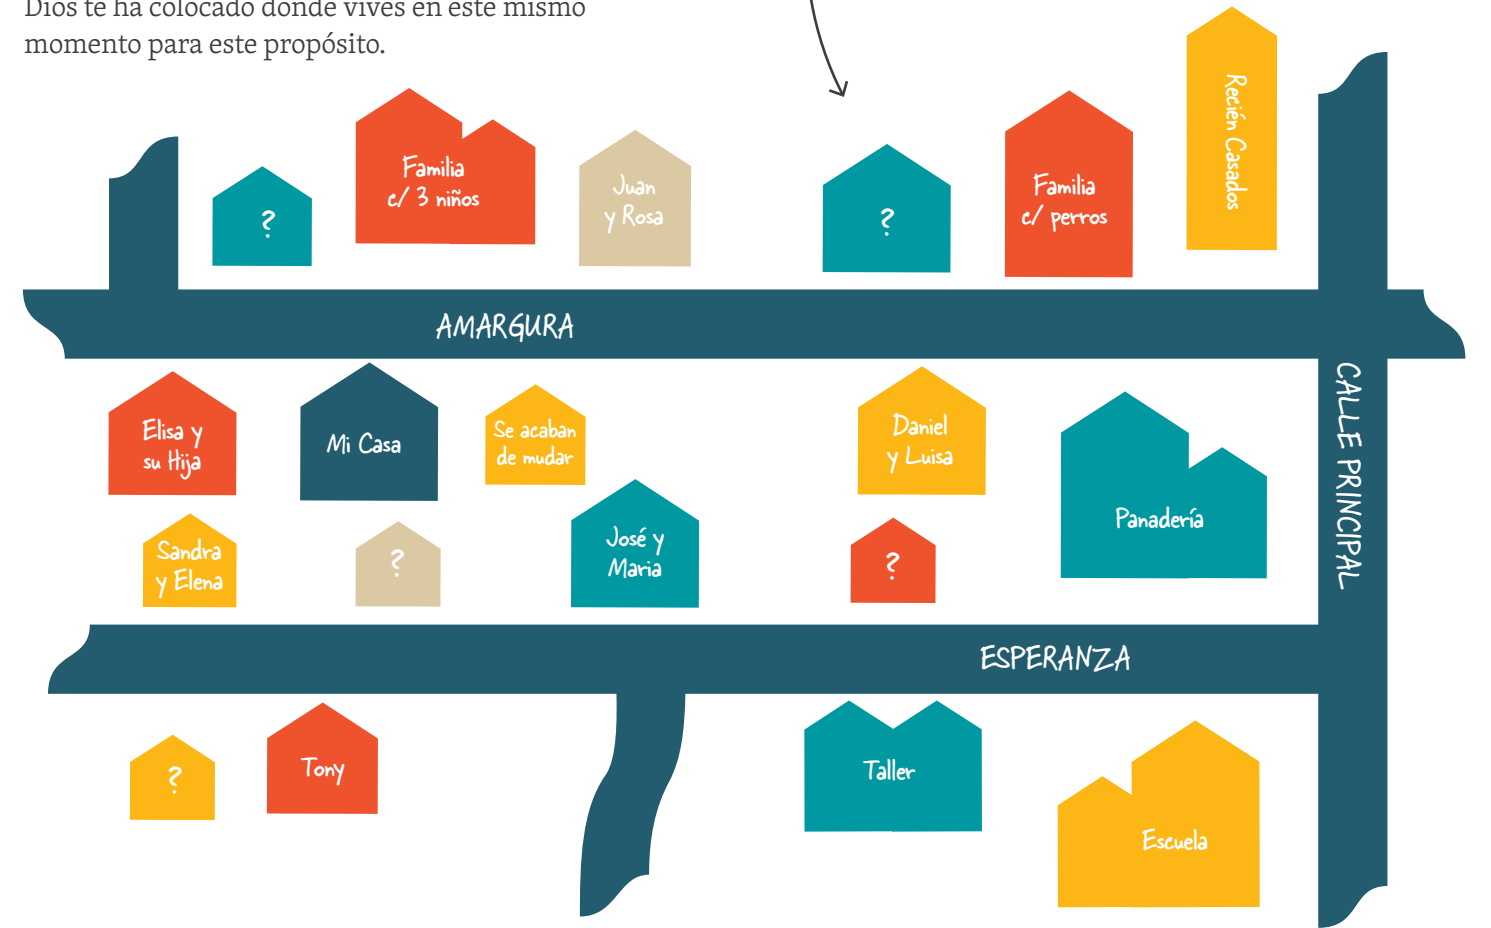 Dios te ha colocado donde vives en este mismo
momento para este propósito.
Recién Casados
?
Familia
c/ 3 niños
Juan
y Rosa
?
Familia
c/ perros
AMARGURA
CALLE PRINCIPAL
Elisa y
su Hija
Mi Casa
Se acaban
de mudar
Daniel
y Luisa
Panadería
Sandra
y Elena
?
José y
Maria
?
ESPERANZA
?
Tony
Taller
Escuela